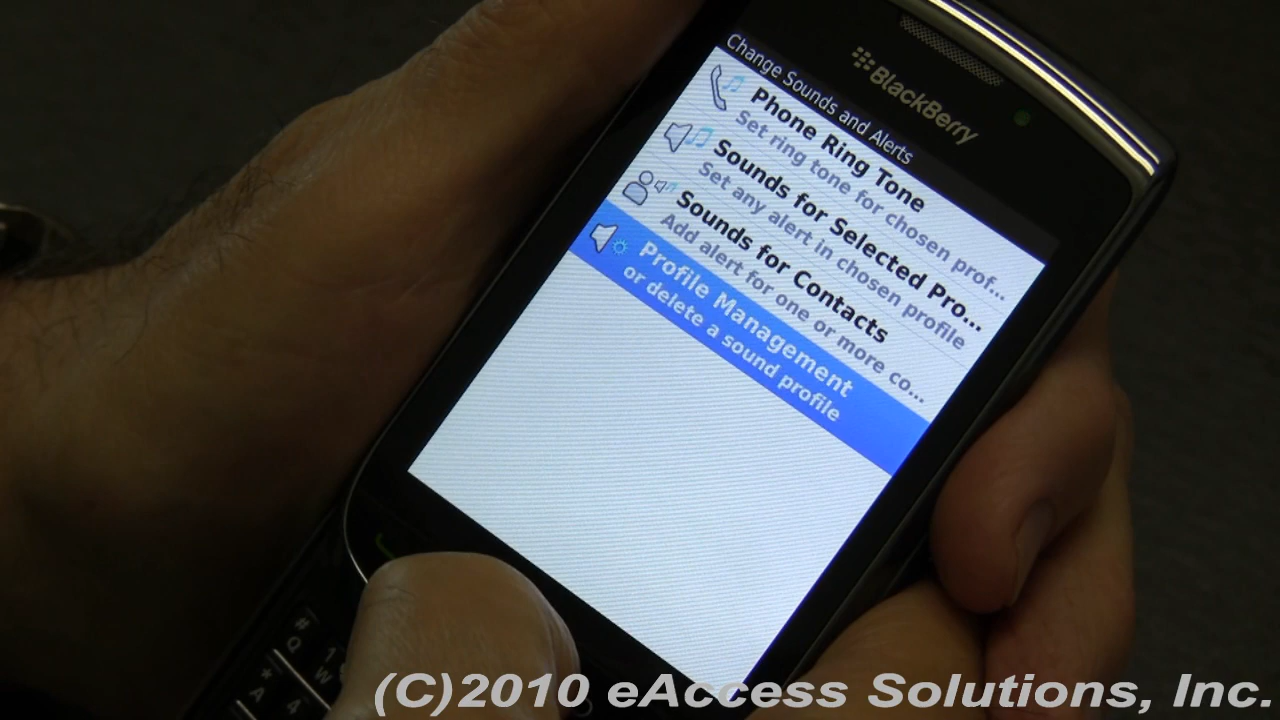 BlackBerry
Change Sounds and Alerts
Phone Ring Tone
Set ring tone for chosen prof...
Sounds for Selected Pro...
Set any alert in chosen profile
Sounds for Contacts
Add alert for one or more co...
Profile Management
or delete a sound profile
#
Q
1
W
*
A
4
(C)2010 eAccess Solutions, Inc.